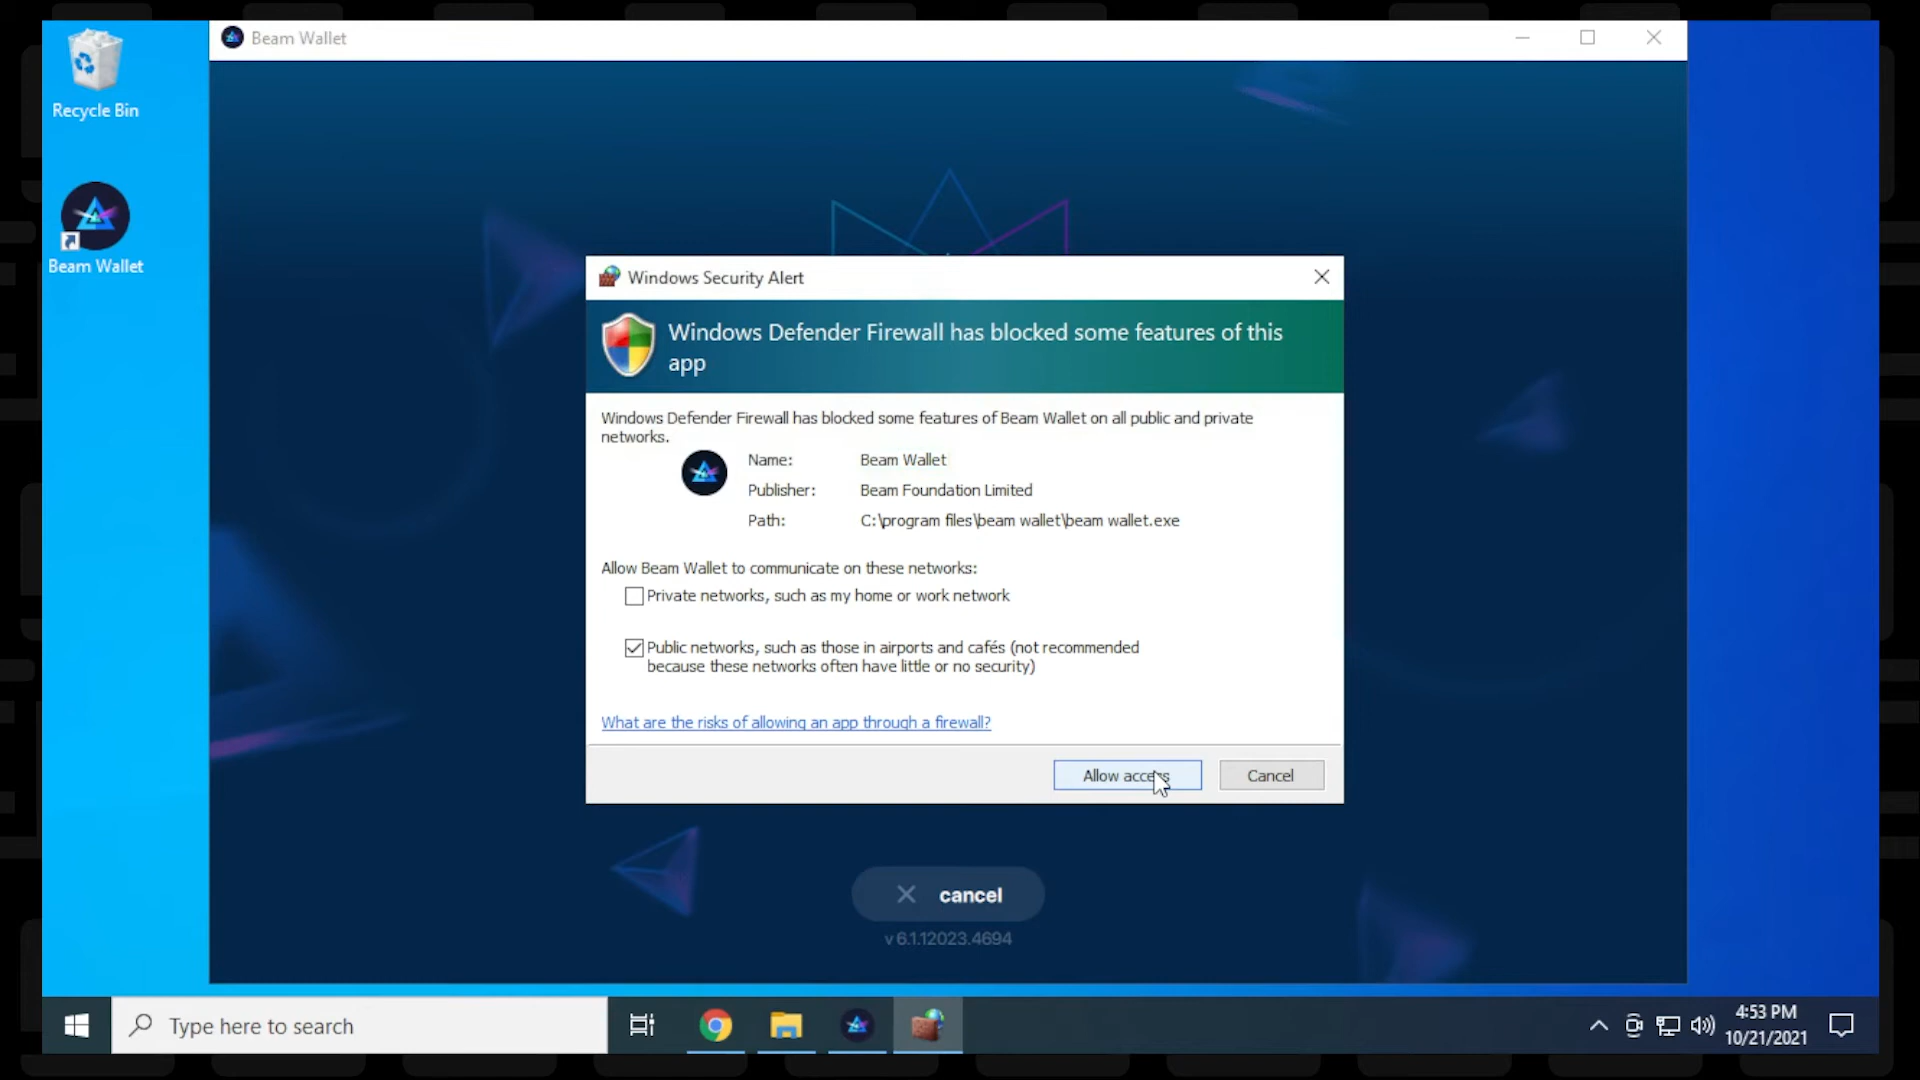 Beam Wallet
Recycle Bin
Beam Wallet
Windows Security Alert
Windows Defender Firewall has blocked some features of this
app
Windows Defender Firewall has blocked some features of Beam Wallet on all public and private
networks.
Name: Beam Wallet
Publisher: Beam Foundation Limited
Path: C:\program files\beam wallet\beam wallet.exe
Allow Beam Wallet to communicate on these networks:
Private networks, such as my home or work network
Public networks, such as those in airports and cafés (not recommended
because these networks often have little or no security)
What are the risks of allowing an app through a firewall?
Allow access Cancel
cancel
v 6.1.12023.4694
Type here to search
4:53 PM
10/21/2021